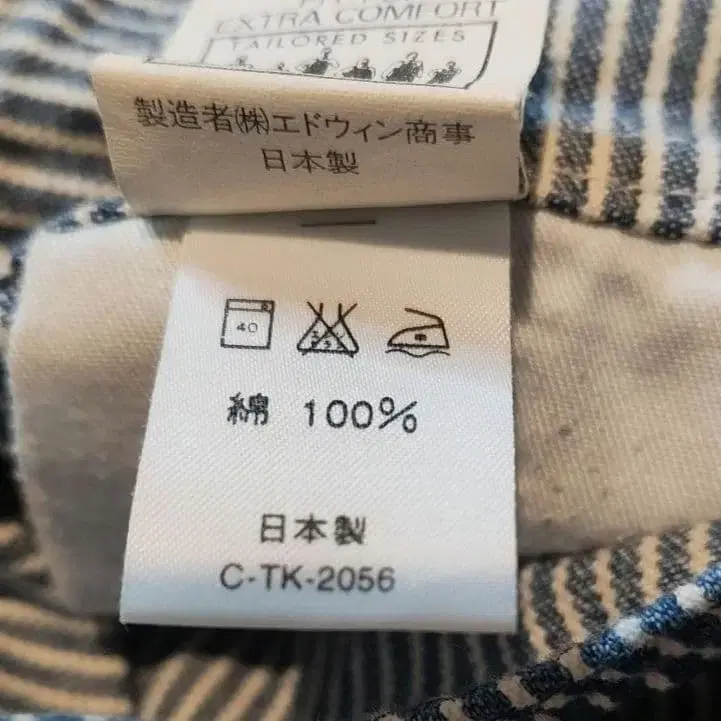 EXTRA COMFORT
TAILORED SIZES
製造者㈱エドウィン商事
日本製
40
綿 100%
日本製
C-TK-2056